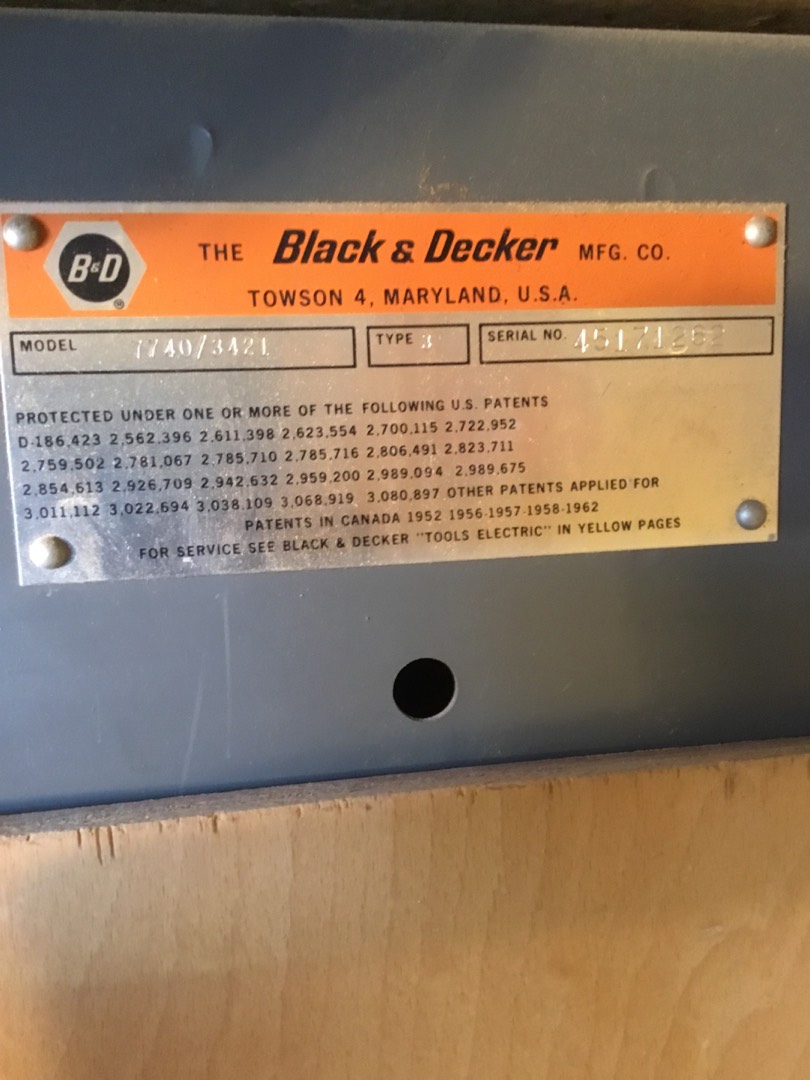 B&D
®
THE Black & Decker MFG. CO.
TOWSON 4, MARYLAND, U.S.A.
MODEL 7740/3421 TYPE 3 SERIAL NO. 45171262
PROTECTED UNDER ONE OR MORE OF THE FOLLOWING U.S. PATENTS
D-186,423 2,562,396 2,611,398 2,623,554 2,700,115 2,722,952
2,759,502 2,781,067 2,785,710 2,785,716 2,806,491 2,823,711
2,854,613 2,926,709 2,942,632 2,959,200 2,989,094 2,989,675
3,011,112 3,022,694 3,038,109 3,068,919 3,080,897 OTHER PATENTS APPLIED FOR
PATENTS IN CANADA 1952 1956-1957-1958-1962
FOR SERVICE SEE BLACK & DECKER "TOOLS ELECTRIC" IN YELLOW PAGES